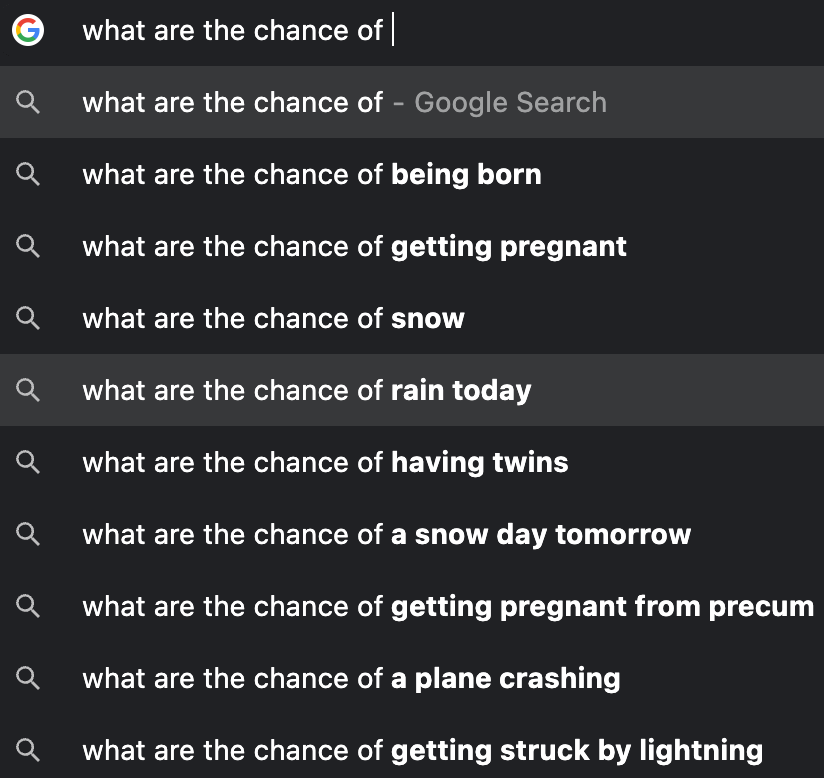 what are the chance of
what are the chance of - Google Search
what are the chance of being born
what are the chance of getting pregnant
what are the chance of snow
what are the chance of rain today
what are the chance of having twins
what are the chance of a snow day tomorrow
what are the chance of getting pregnant from precum
what are the chance of a plane crashing
what are the chance of getting struck by lightning